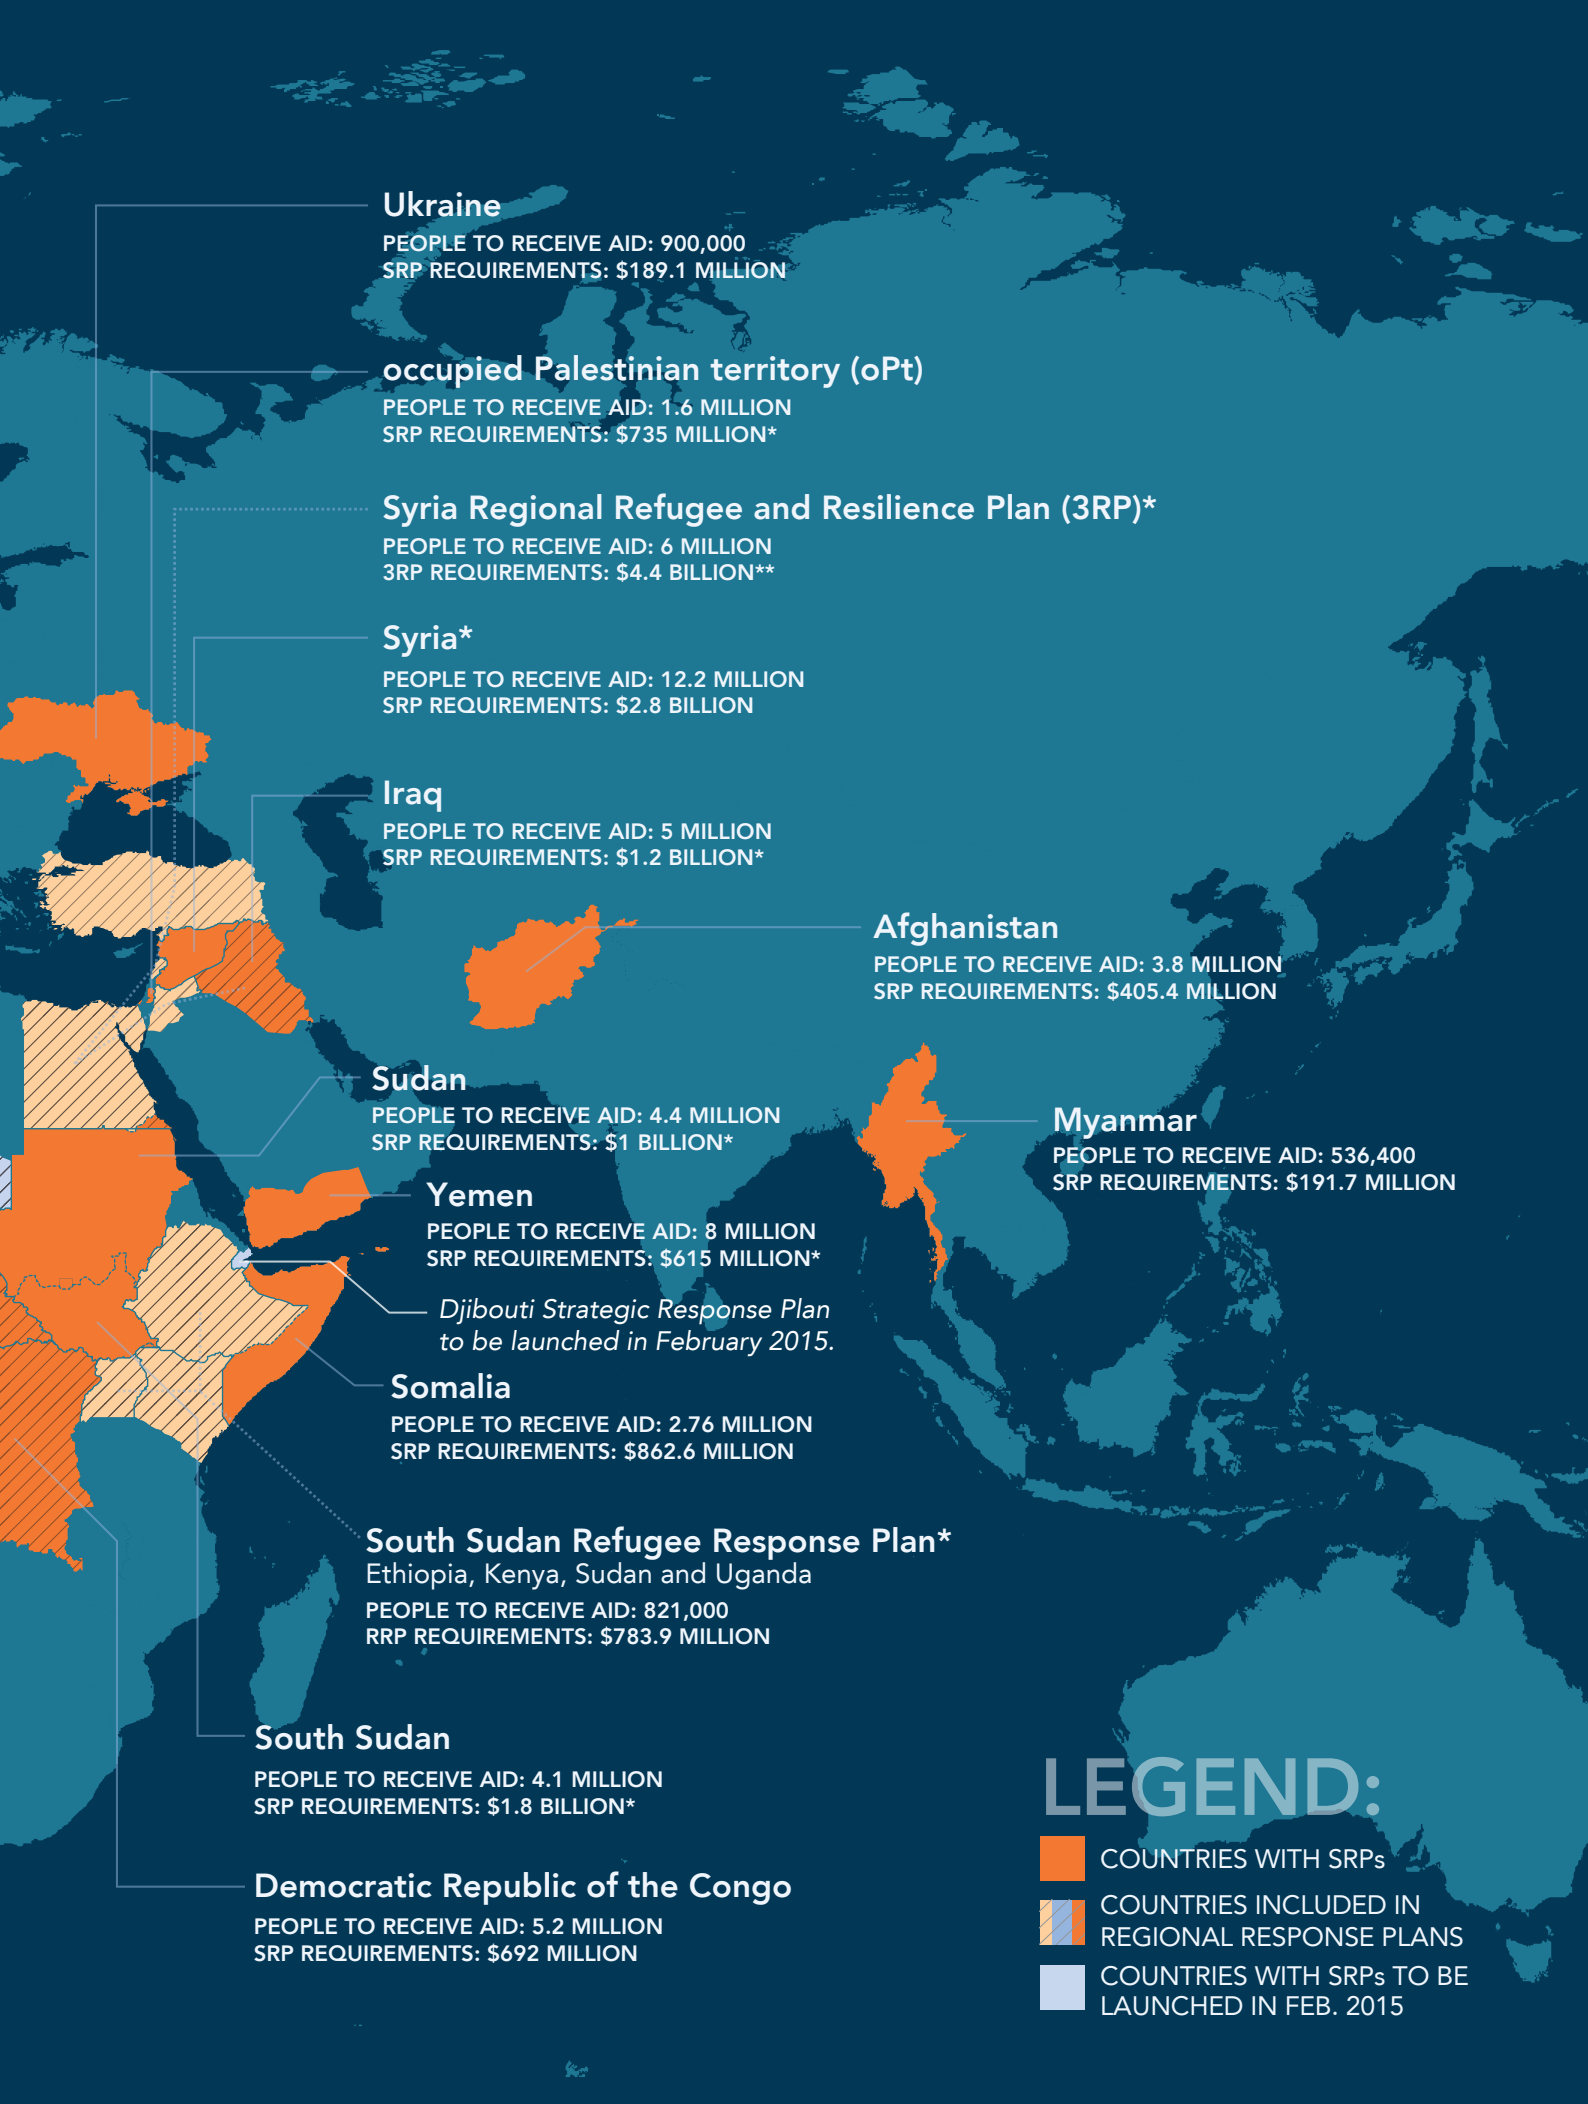 Ukraine
PEOPLE TO RECEIVE AID: 900,000
SRP REQUIREMENTS: $189.1 MILLION
occupied Palestinian territory (oPt)
PEOPLE TO RECEIVE AID: 1.6 MILLION
SRP REQUIREMENTS: $735 MILLION*
Syria Regional Refugee and Resilience Plan (3RP)*
PEOPLE TO RECEIVE AID: 6 MILLION
3RP REQUIREMENTS: $4.4 BILLION**
Syria*
PEOPLE TO RECEIVE AID: 12.2 MILLION
SRP REQUIREMENTS: $2.8 BILLION
Iraq
PEOPLE TO RECEIVE AID: 5 MILLION
SRP REQUIREMENTS: $1.2 BILLION*
Afghanistan
PEOPLE TO RECEIVE AID: 3.8 MILLION
SRP REQUIREMENTS: $405.4 MILLION
Sudan
PEOPLE TO RECEIVE AID: 4.4 MILLION
SRP REQUIREMENTS: $1 BILLION*
Myanmar
PEOPLE TO RECEIVE AID: 536,400
SRP REQUIREMENTS: $191.7 MILLION
Yemen
PEOPLE TO RECEIVE AID: 8 MILLION
SRP REQUIREMENTS: $615 MILLION*
Djibouti Strategic Response Plan
to be launched in February 2015.
Somalia
PEOPLE TO RECEIVE AID: 2.76 MILLION
SRP REQUIREMENTS: $862.6 MILLION
South Sudan Refugee Response Plan*
Ethiopia, Kenya, Sudan and Uganda
PEOPLE TO RECEIVE AID: 821,000
RRP REQUIREMENTS: $783.9 MILLION
South Sudan
PEOPLE TO RECEIVE AID: 4.1 MILLION
SRP REQUIREMENTS: $1.8 BILLION*
Democratic Republic of the Congo
PEOPLE TO RECEIVE AID: 5.2 MILLION
SRP REQUIREMENTS: $692 MILLION
LEGEND:
COUNTRIES WITH SRPs
COUNTRIES INCLUDED IN
REGIONAL RESPONSE PLANS
COUNTRIES WITH SRPs TO BE
LAUNCHED IN FEB. 2015